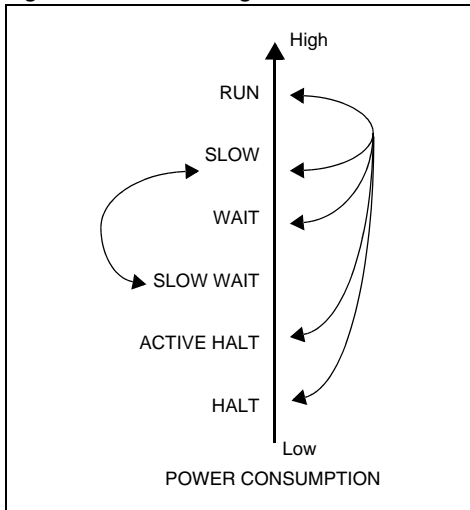 High
RUN
SLOW
WAIT
SLOW WAIT
ACTIVE HALT
HALT
Low
POWER CONSUMPTION